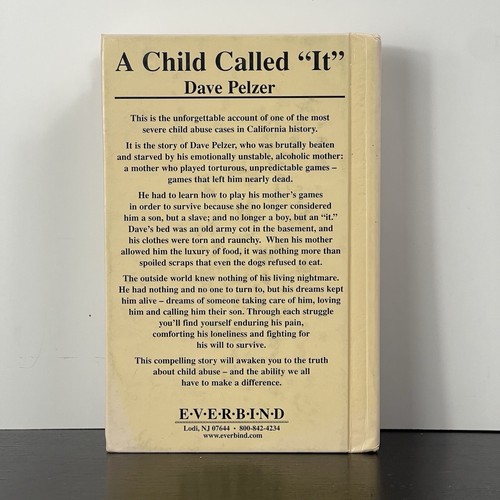 A Child Called “It”
Dave Pelzer
This is the unforgettable account of one of the most
severe child abuse cases in California history.
It is the story of Dave Pelzer, who was brutally beaten
and starved by his emotionally unstable, alcoholic mother:
a mother who played torturous, unpredictable games –
games that left him nearly dead.
He had to learn how to play his mother's games
in order to survive because she no longer considered
him a son, but a slave; and no longer a boy, but an “it.”
Dave's bed was an old army cot in the basement, and
his clothes were torn and raunchy. When his mother
allowed him the luxury of food, it was nothing more than
spoiled scraps that even the dogs refused to eat.
The outside world knew nothing of his living nightmare.
He had nothing and no one to turn to, but his dreams kept
him alive – dreams of someone taking care of him, loving
him and calling him their son. Through each struggle
you'll find yourself enduring his pain,
comforting his loneliness and fighting for
his will to survive.
This compelling story will awaken you to the truth
about child abuse – and the ability we all
have to make a difference.
E·V·E·R·B·I·N·D
Lodi, NJ 07644 • 800-842-4234
www.everbind.com